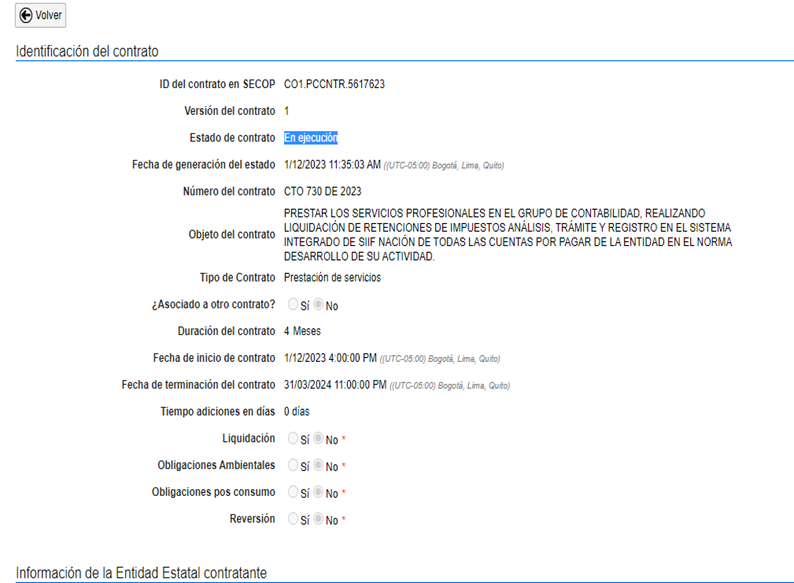 Volver
Identificación del contrato
ID del contrato en SECOP CO1.PCCNTR.5617623
Versión del contrato 1
Estado de contrato En ejecución
Fecha de generación del estado 1/12/2023 11:35:03 AM ((UTC-05:00) Bogotá, Lima, Quito)
Número del contrato CTO 730 DE 2023
Objeto del contrato PRESTAR LOS SERVICIOS PROFESIONALES EN EL GRUPO DE CONTABILIDAD, REALIZANDO
LIQUIDACIÓN DE RETENCIONES DE IMPUESTOS ANÁLISIS, TRÁMITE Y REGISTRO EN EL SISTEMA
INTEGRADO DE SIIF NACIÓN DE TODAS LAS CUENTAS POR PAGAR DE LA ENTIDAD EN EL NORMA
DESARROLLO DE SU ACTIVIDAD.
Tipo de Contrato Prestación de servicios
¿Asociado a otro contrato? Sí No
Duración del contrato 4 Meses
Fecha de inicio de contrato 1/12/2023 4:00:00 PM ((UTC-05:00) Bogotá, Lima, Quito)
Fecha de terminación del contrato 31/03/2024 11:00:00 PM ((UTC-05:00) Bogotá, Lima, Quito)
Tiempo adiciones en días 0 días
Liquidación Sí No *
Obligaciones Ambientales Sí No *
Obligaciones pos consumo Sí No *
Reversión Sí No *
Información de la Entidad Estatal contratante